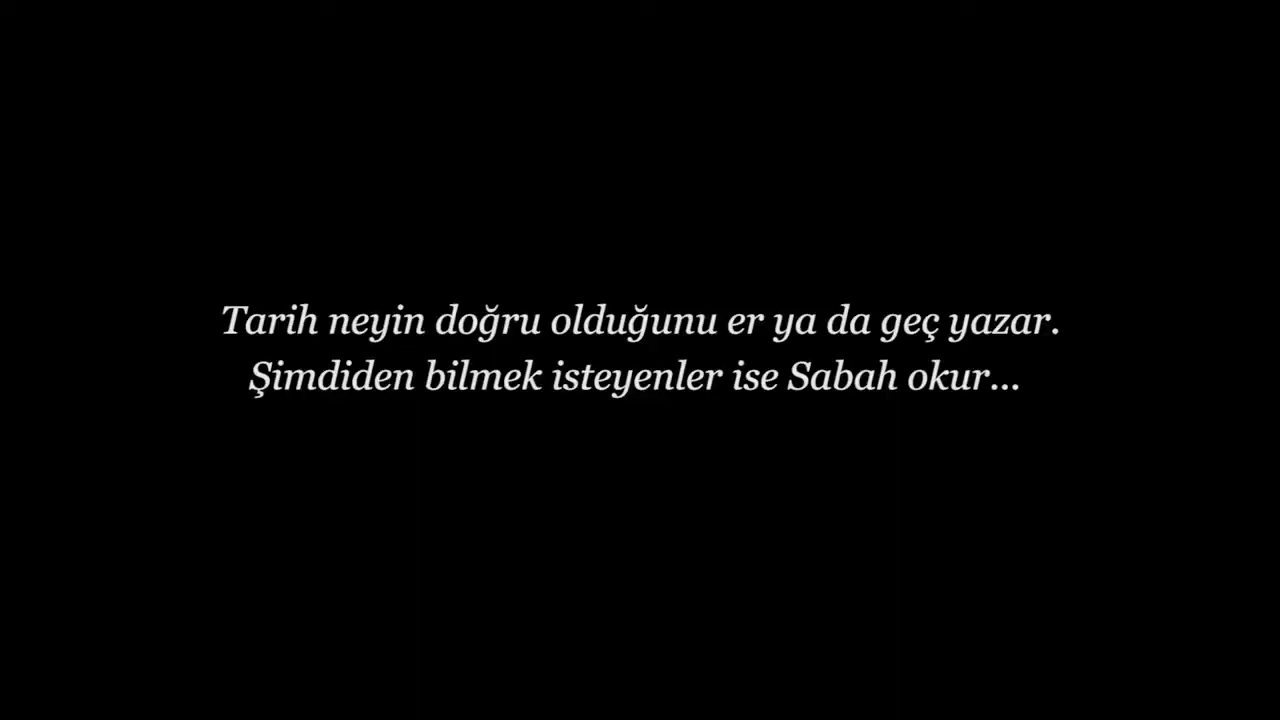 Tarih neyin doğru olduğunu er ya da geç yazar.
Şimdiden bilmek isteyenler ise Sabah okur...